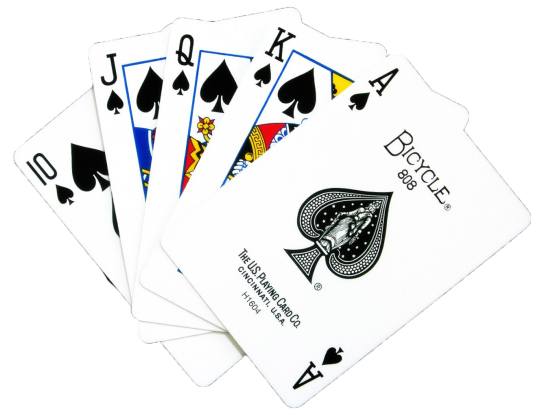 10
J
Q
K
A
BICYCLE®
808
®
THE U.S. PLAYING CARD CO.
CINCINNATI, U.S.A.
H1604
A